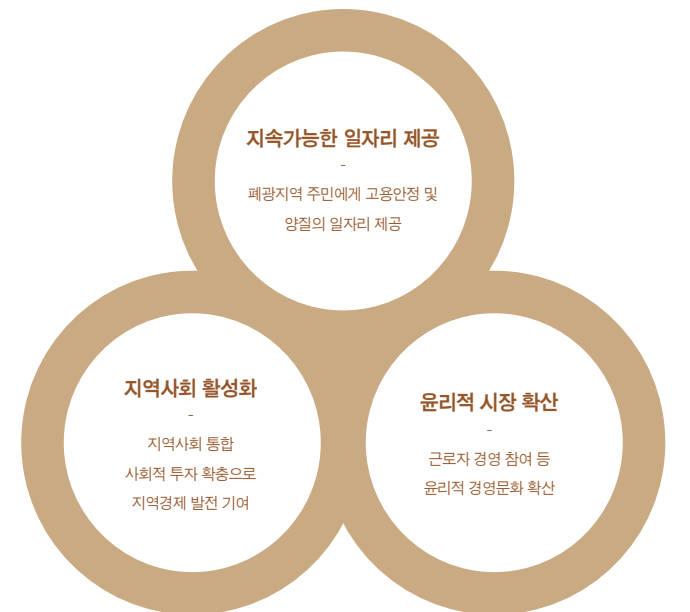 지속가능한 일자리 제공
-
폐광지역 주민에게 고용안정 및
양질의 일자리 제공
지역사회 활성화
-
지역사회 통합
사회적 투자 확충으로
지역경제 발전 기여
윤리적 시장 확산
-
근로자 경영 참여 등
윤리적 경영문화 확산